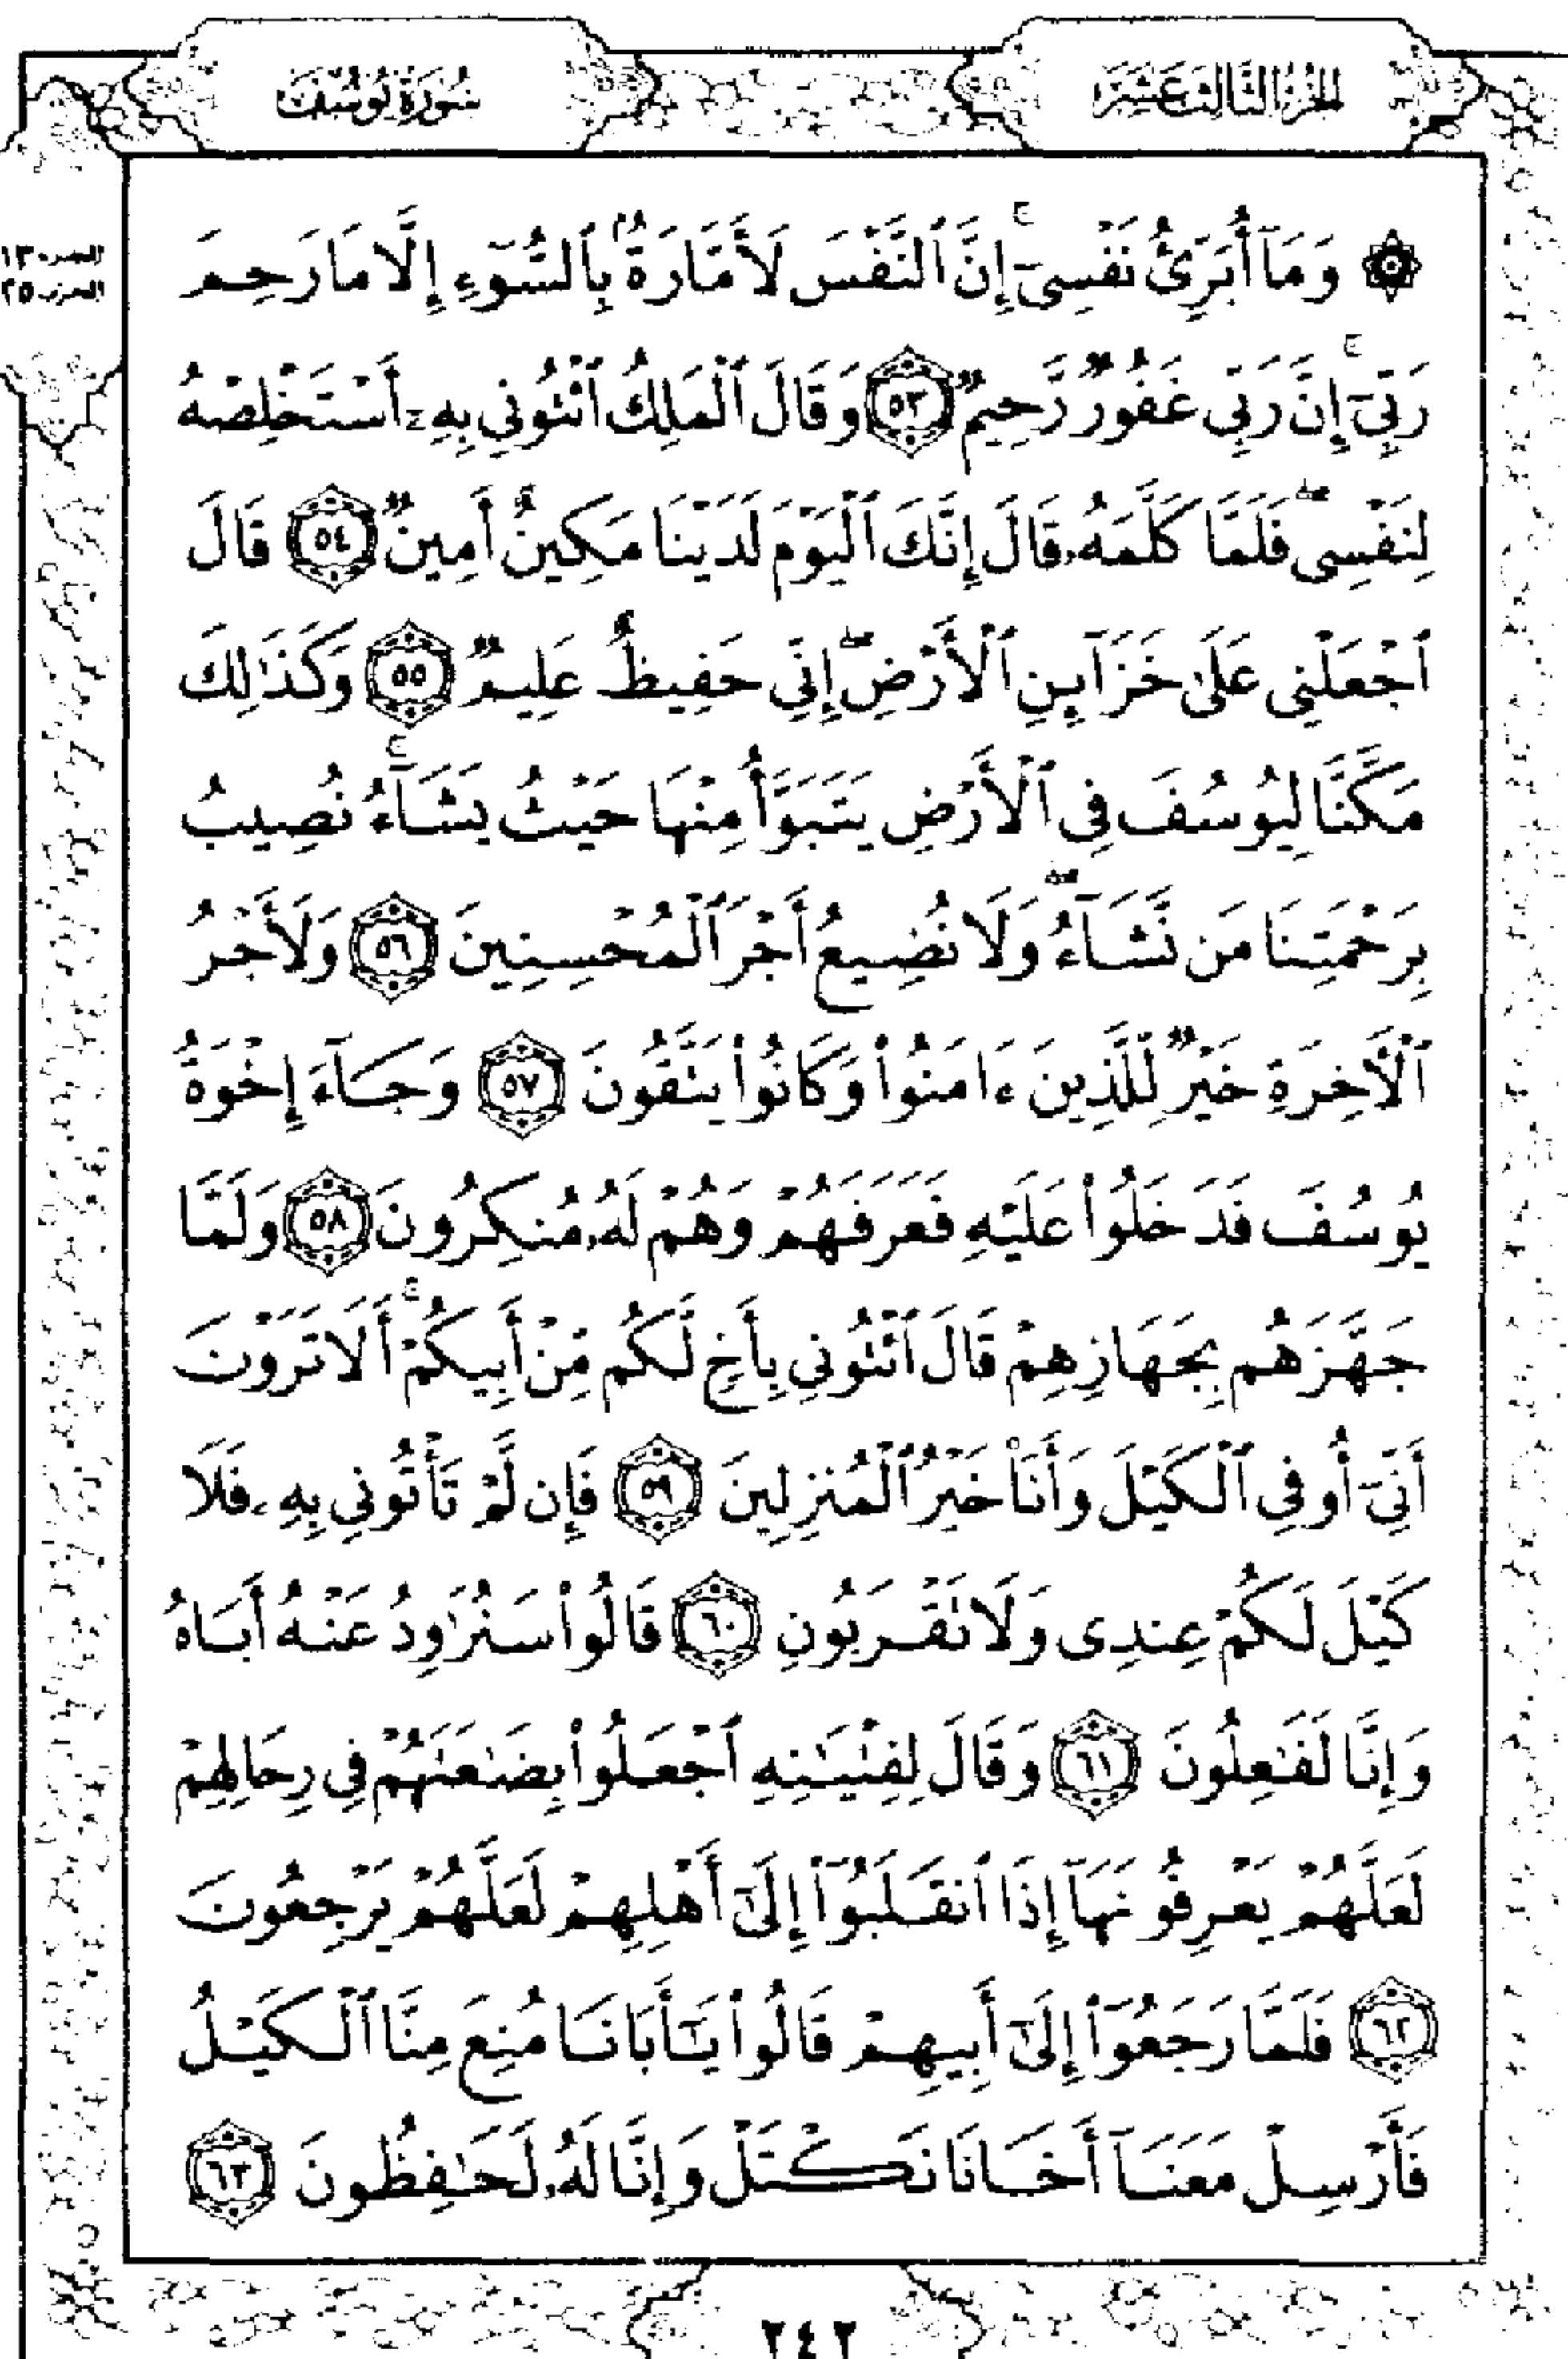 الجزء الثالث عشر
سورة يوسف
الجزء ١٣
الحزب ٢٥
۞ وَمَآ أُبَرِّئُ نَفْسِىٓ ۚ إِنَّ ٱلنَّفْسَ لَأَمَّارَةٌۢ بِٱلسُّوٓءِ إِلَّا مَا رَحِمَ
رَبِّىٓ ۚ إِنَّ رَبِّى غَفُورٌ رَّحِيمٌ ﴿٥٣﴾ وَقَالَ ٱلْمَلِكُ ٱئْتُونِى بِهِۦٓ أَسْتَخْلِصْهُ
لِنَفْسِى ۖ فَلَمَّا كَلَّمَهُۥ قَالَ إِنَّكَ ٱلْيَوْمَ لَدَيْنَا مَكِينٌ أَمِينٌ ﴿٥٤﴾ قَالَ
ٱجْعَلْنِى عَلَىٰ خَزَآئِنِ ٱلْأَرْضِ ۖ إِنِّى حَفِيظٌ عَلِيمٌ ﴿٥٥﴾ وَكَذَٰلِكَ
مَكَّنَّا لِيُوسُفَ فِى ٱلْأَرْضِ يَتَبَوَّأُ مِنْهَا حَيْثُ يَشَآءُ ۚ نُصِيبُ
بِرَحْمَتِنَا مَن نَّشَآءُ ۖ وَلَا نُضِيعُ أَجْرَ ٱلْمُحْسِنِينَ ﴿٥٦﴾ وَلَأَجْرُ
ٱلْأَخِرَةِ خَيْرٌ لِّلَّذِينَ ءَامَنُوا۟ وَكَانُوا۟ يَتَّقُونَ ﴿٥٧﴾ وَجَآءَ إِخْوَةُ
يُوسُفَ فَدَخَلُوا۟ عَلَيْهِ فَعَرَفَهُمْ وَهُمْ لَهُۥ مُنكِرُونَ ﴿٥٨﴾ وَلَمَّا
جَهَّزَهُم بِجَهَازِهِمْ قَالَ ٱئْتُونِى بِأَخٍ لَّكُم مِّنْ أَبِيكُمْ ۚ أَلَا تَرَوْنَ
أَنِّىٓ أُوفِى ٱلْكَيْلَ وَأَنَا۠ خَيْرُ ٱلْمُنزِلِينَ ﴿٥٩﴾ فَإِن لَّمْ تَأْتُونِى بِهِۦ فَلَا
كَيْلَ لَكُمْ عِندِى وَلَا تَقْرَبُونِ ﴿٦٠﴾ قَالُوا۟ سَنُرَٰوِدُ عَنْهُ أَبَاهُ
وَإِنَّا لَفَـٰعِلُونَ ﴿٦١﴾ وَقَالَ لِفِتْيَـٰنِهِ ٱجْعَلُوا۟ بِضَـٰعَتَهُمْ فِى رِحَالِهِمْ
لَعَلَّهُمْ يَعْرِفُونَهَآ إِذَا ٱنقَلَبُوٓا۟ إِلَىٰٓ أَهْلِهِمْ لَعَلَّهُمْ يَرْجِعُونَ
﴿٦٢﴾ فَلَمَّا رَجَعُوٓا۟ إِلَىٰٓ أَبِيهِمْ قَالُوا۟ يَـٰٓأَبَانَا مُنِعَ مِنَّا ٱلْكَيْلُ
فَأَرْسِلْ مَعَنَآ أَخَانَا نَكْتَلْ وَإِنَّا لَهُۥ لَحَـٰفِظُونَ ﴿٦٣﴾
٢٤٢